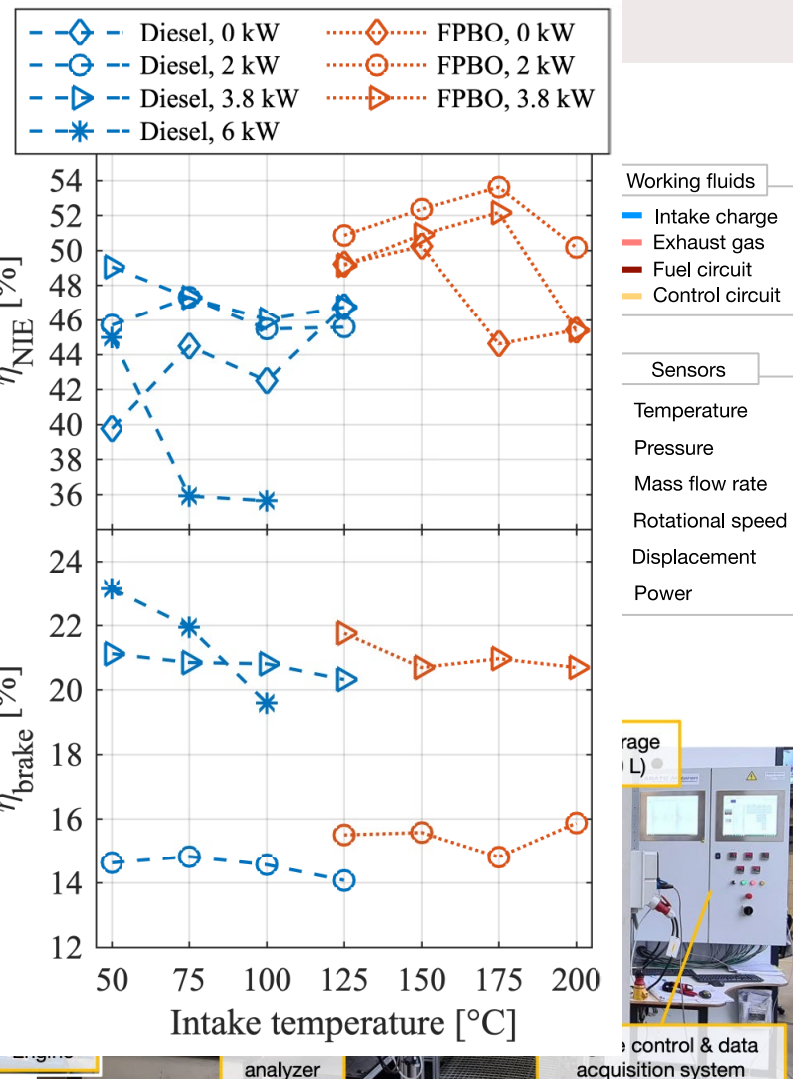 Diesel, 0 kW
Diesel, 2 kW
Diesel, 3.8 kW
Diesel, 6 kW
FPBO, 0 kW
FPBO, 2 kW
FPBO, 3.8 kW
η_NIE [%]
54
52
50
48
46
44
42
40
38
36
η_brake [%]
24
22
20
18
16
14
12
50 75 100 125 150 175 200
Intake temperature [°C]
Working fluids
Intake charge
Exhaust gas
Fuel circuit
Control circuit
Sensors
Temperature
Pressure
Mass flow rate
Rotational speed
Displacement
Power
rage
L)
Engine
analyzer
control & data
acquisition system